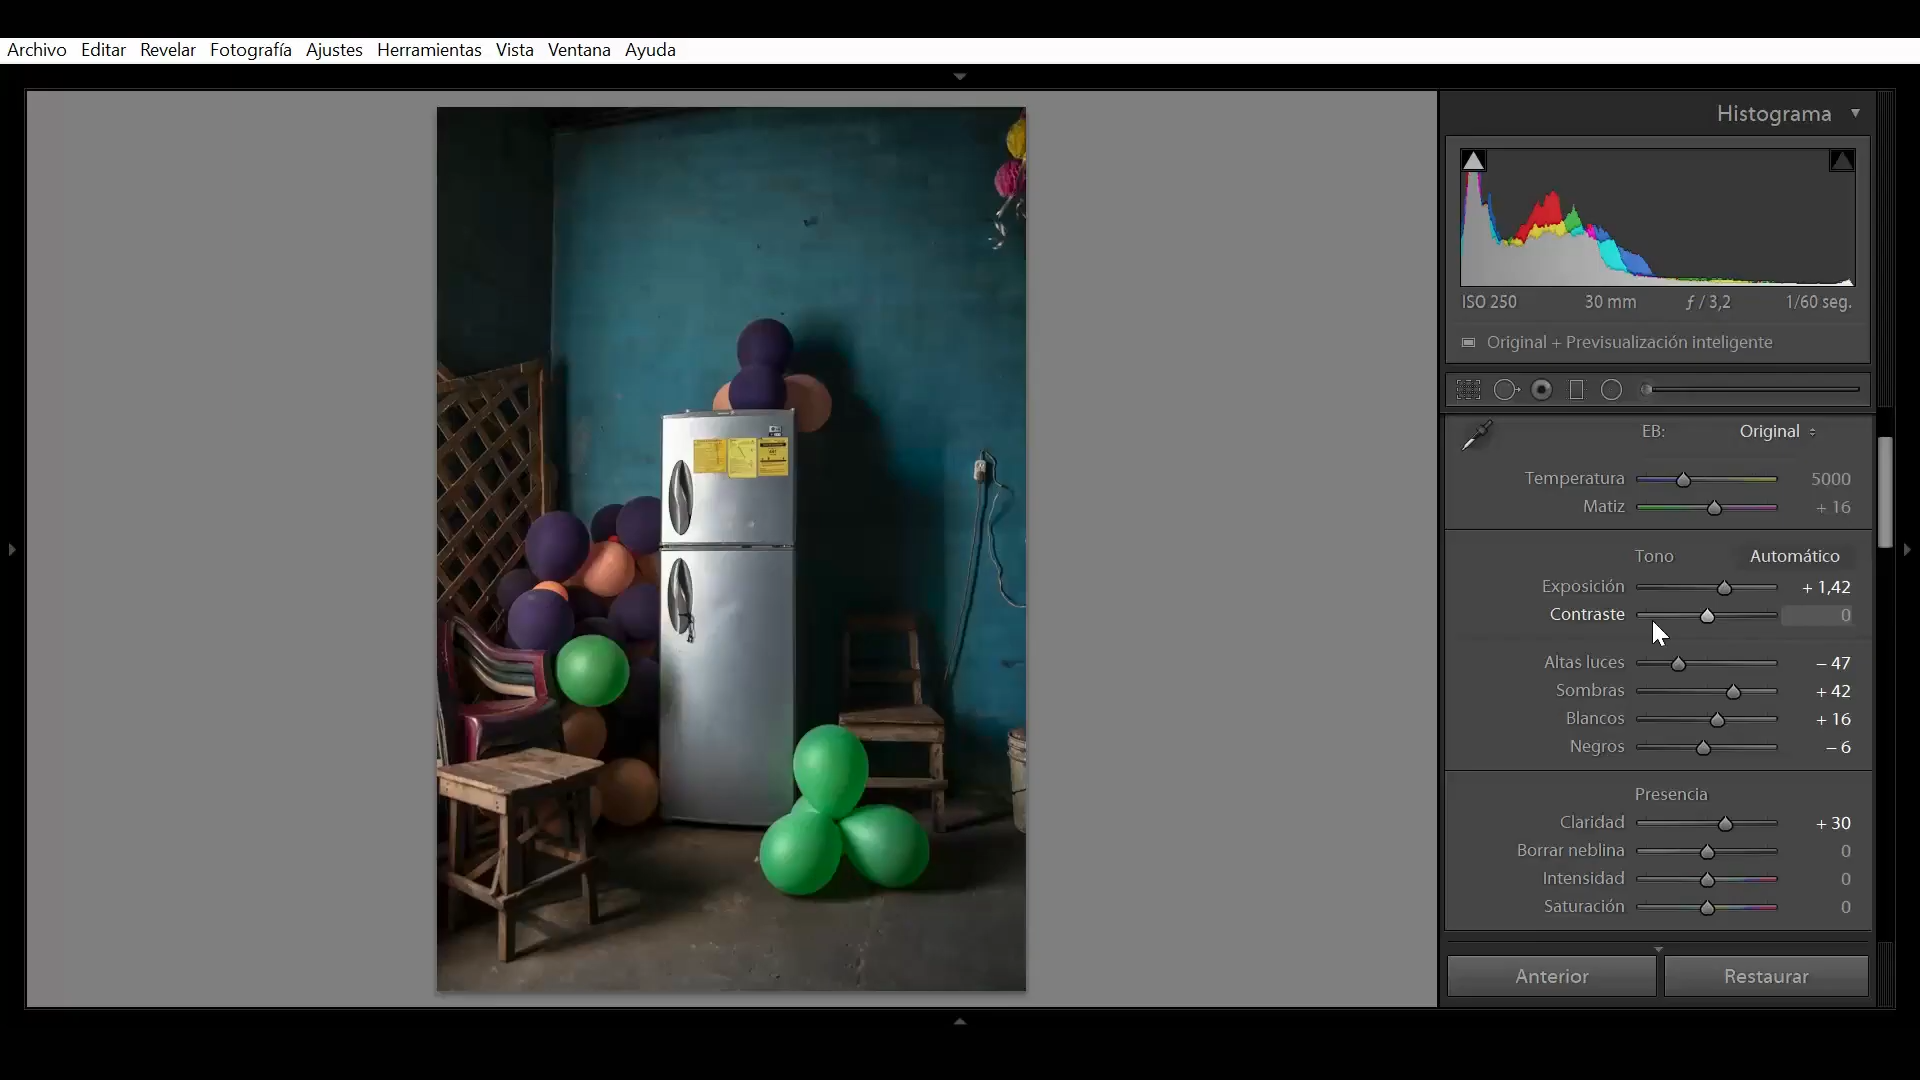 Archivo Editar Revelar Fotografía Ajustes Herramientas Vista Ventana Ayuda
Histograma
ISO 250 30 mm ƒ / 3,2 1/60 seg.
Original + Previsualización inteligente
EB: Original
Temperatura 5000
Matiz + 16
Tono Automático
Exposición + 1,42
Contraste 0
Altas luces – 47
Sombras + 42
Blancos + 16
Negros – 6
Presencia
Claridad + 30
Borrar neblina 0
Intensidad 0
Saturación 0
Anterior Restaurar